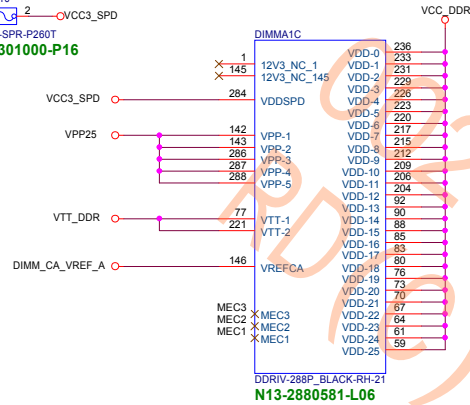 2
VCC3_SPD
-SPR-P260T
301000-P16
VCC_DDR
DIMMA1C
1 12V3_NC_1 VDD-0 236
145 12V3_NC_145 VDD-1 233
VDD-2 231
VDD-3 229
VCC3_SPD 284 VDDSPD VDD-4 226
VDD-5 223
VDD-6 220
VPP25 142 VPP-1 VDD-7 217
143 VPP-2 VDD-8 215
286 VPP-3 VDD-9 212
287 VPP-4 VDD-10 209
288 VPP-5 VDD-11 206
VDD-12 204
VDD-13 92
VTT_DDR 77 VTT-1 VDD-14 90
221 VTT-2 VDD-15 88
VDD-16 85
VDD-17 83
DIMM_CA_VREF_A 146 VREFCA VDD-18 80
VDD-19 76
VDD-20 73
VDD-21 70
MEC3 MEC3 VDD-22 67
MEC2 MEC2 VDD-23 64
MEC1 MEC1 VDD-24 61
VDD-25 59
DDRIV-288P_BLACK-RH-21
N13-2880581-L06